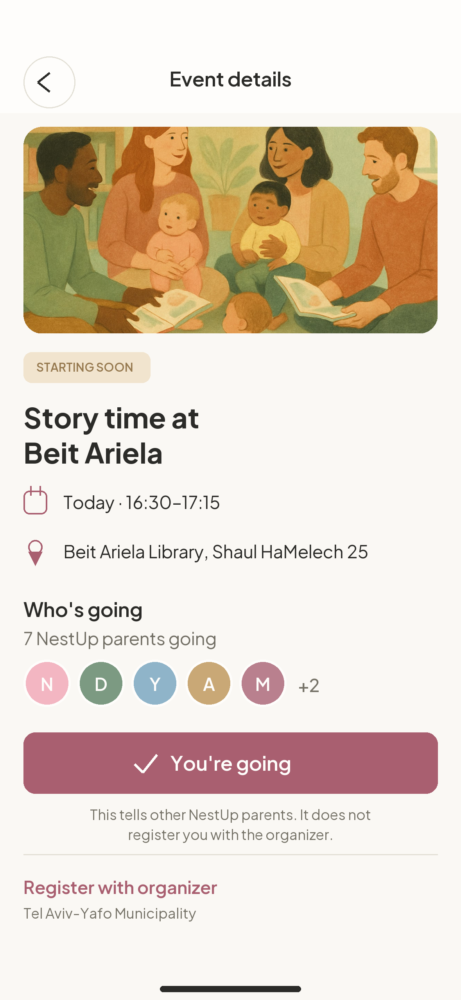 Event details
STARTING SOON
Story time at
Beit Ariela
Today · 16:30–17:15
Beit Ariela Library, Shaul HaMelech 25
Who's going
7 NestUp parents going
N D Y A M +2
You're going
This tells other NestUp parents. It does not
register you with the organizer.
Register with organizer
Tel Aviv-Yafo Municipality